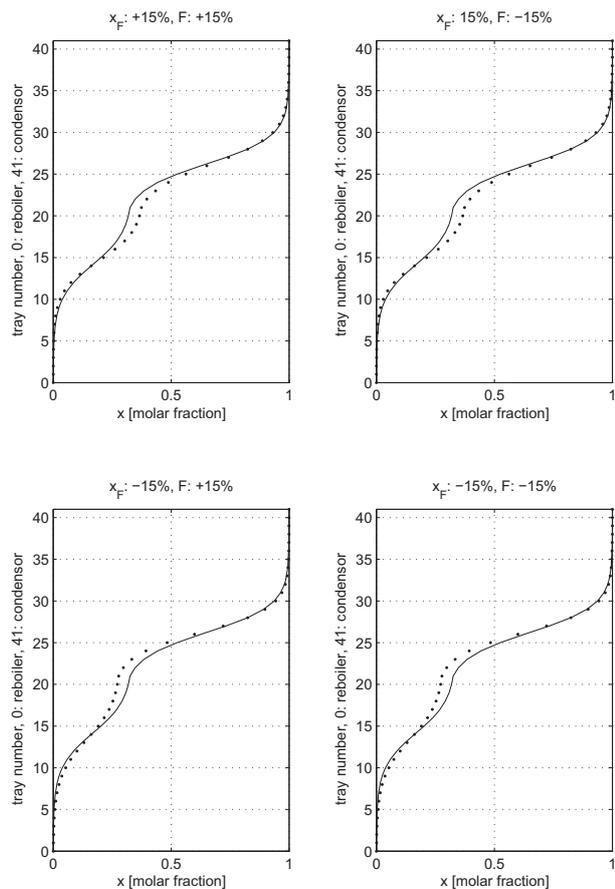 x_F: +15%, F: +15%
tray number, 0: reboiler, 41: condensor
40
35
30
25
20
15
10
5
0
0 0.5 1
x [molar fraction]
x_F: 15%, F: −15%
tray number, 0: reboiler, 41: condensor
40
35
30
25
20
15
10
5
0
0 0.5 1
x [molar fraction]
x_F: −15%, F: +15%
tray number, 0: reboiler, 41: condensor
40
35
30
25
20
15
10
5
0
0 0.5 1
x [molar fraction]
x_F: −15%, F: −15%
tray number, 0: reboiler, 41: condensor
40
35
30
25
20
15
10
5
0
0 0.5 1
x [molar fraction]